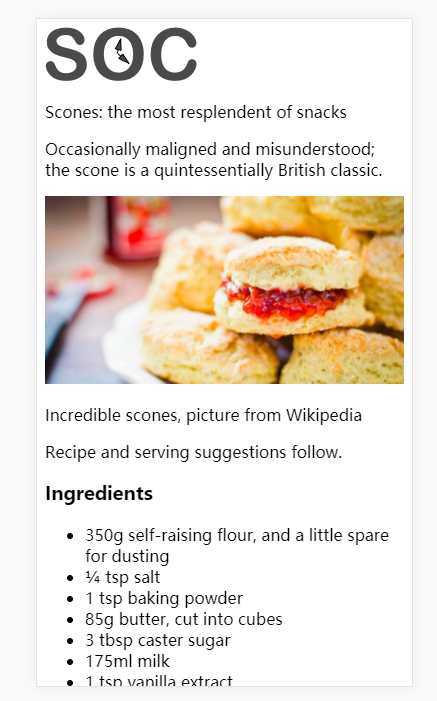 SOC
Scones: the most resplendent of snacks
Occasionally maligned and misunderstood;
the scone is a quintessentially British classic.
Incredible scones, picture from Wikipedia
Recipe and serving suggestions follow.
Ingredients
350g self-raising flour, and a little spare
for dusting
¼ tsp salt
1 tsp baking powder
85g butter, cut into cubes
3 tbsp caster sugar
175ml milk
1 tsp vanilla extract